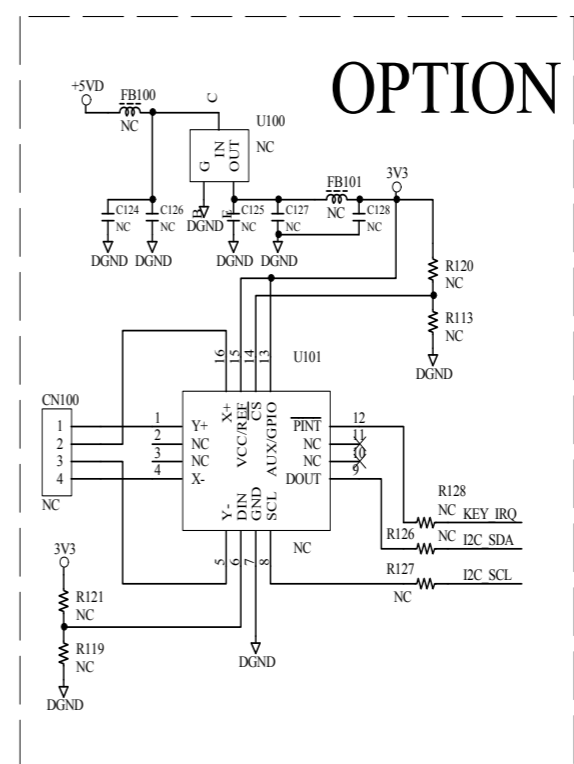 OPTION
+5VD
FB100
NC
C
U100
NC
G
IN
OUT
FB101
NC
3V3
B
E
C124
NC
C126
NC
C125
NC
C127
NC
C128
NC
DGND
DGND
DGND
DGND
DGND
R120
NC
R113
NC
DGND
16
15
14
13
U101
CN100
1
2
3
4
NC
1
2
3
4
X+
VCC/REF
CS
AUX/GPIO
Y+
NC
NC
X-
PINT
NC
NC
DOUT
12
11
10
9
Y-
DIN
GND
SCL
5
6
7
8
NC
R128
NC
KEY_IRQ
R126
NC
I2C_SDA
R127
NC
I2C_SCL
3V3
R121
NC
R119
NC
DGND
DGND